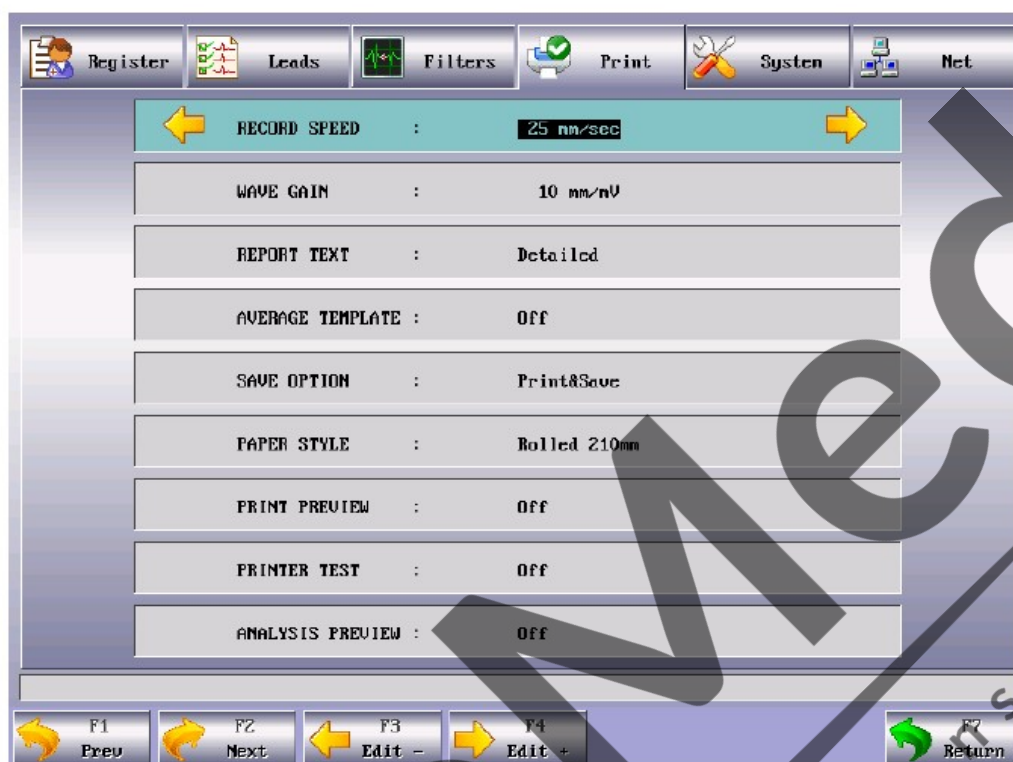 Register Leads Filters Print System Net
RECORD SPEED : 25 mm/sec
WAVE GAIN : 10 mm/mV
REPORT TEXT : Detailed
AVERAGE TEMPLATE : Off
SAVE OPTION : Print&Save
PAPER STYLE : Rolled 210mm
PRINT PREVIEW : Off
PRINTER TEST : Off
ANALYSIS PREVIEW : Off
F1 F2 F3 F4 F7
Prev Next Edit - Edit + Return
Med